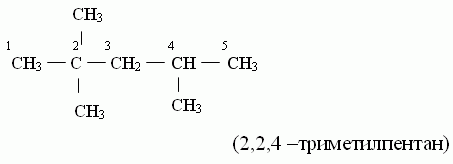 CH₃
1 2 3 4 5
CH₃ — C — CH₂ — CH — CH₃
CH₃ CH₃
(2,2,4 –триметилпентан)